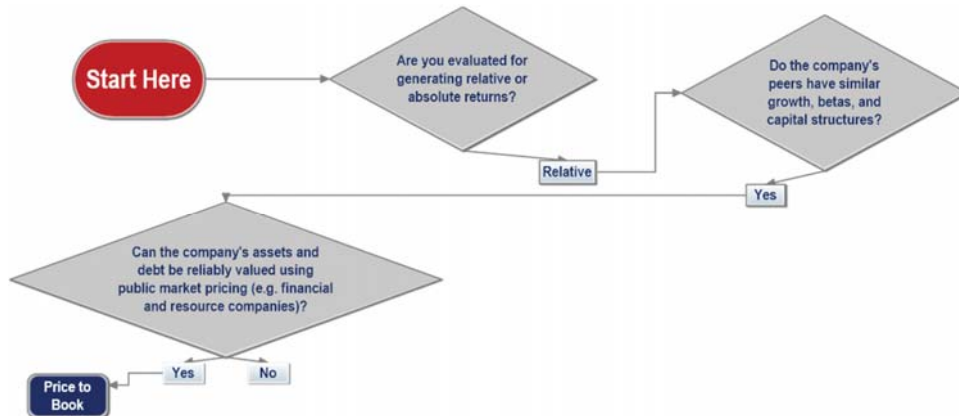 Start Here
Are you evaluated for
generating relative or
absolute returns?
Do the company's
peers have similar
growth, betas, and
capital structures?
Relative
Yes
Can the company's assets and
debt be reliably valued using
public market pricing (e.g. financial
and resource companies)?
Yes
No
Price to
Book